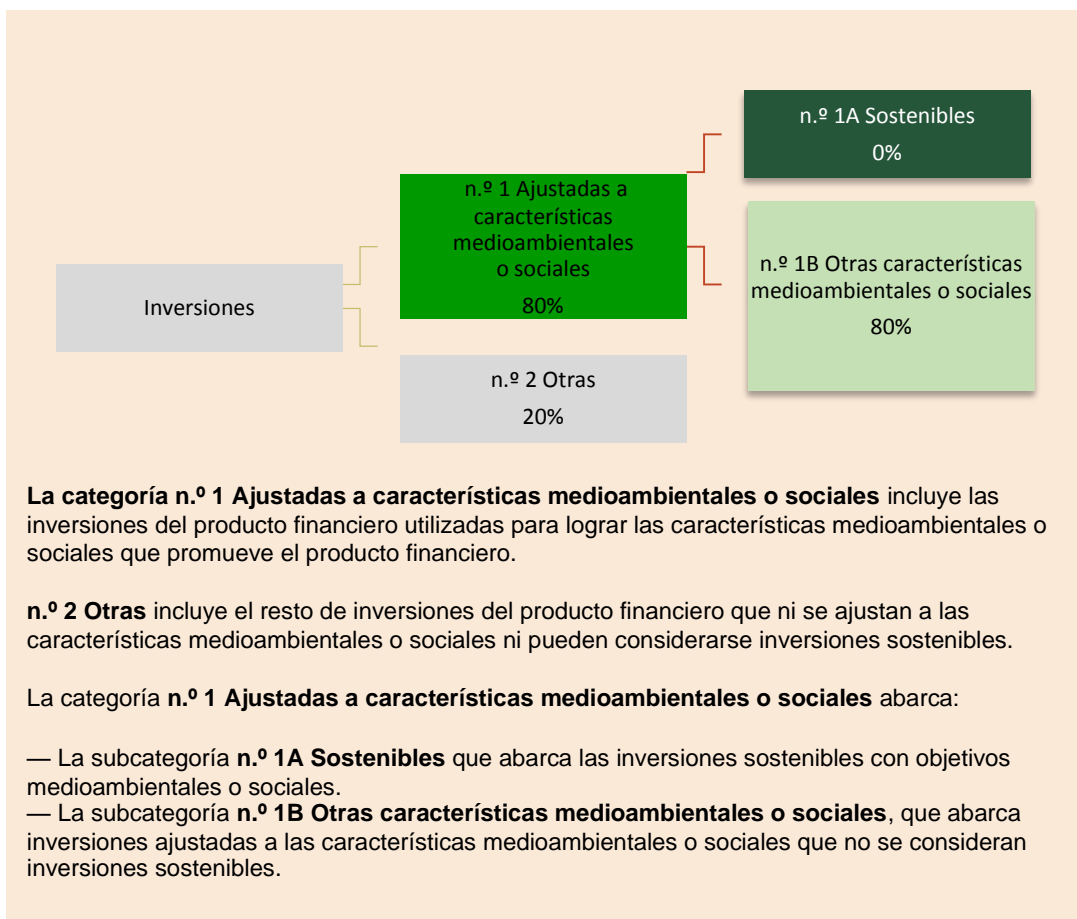 n.º 1A Sostenibles
0%
n.º 1 Ajustadas a
características
medioambientales
o sociales
80%
n.º 1B Otras características
medioambientales o sociales
80%
Inversiones
n.º 2 Otras
20%
La categoría n.º 1 Ajustadas a características medioambientales o sociales incluye las
inversiones del producto financiero utilizadas para lograr las características medioambientales o
sociales que promueve el producto financiero.
n.º 2 Otras incluye el resto de inversiones del producto financiero que ni se ajustan a las
características medioambientales o sociales ni pueden considerarse inversiones sostenibles.
La categoría n.º 1 Ajustadas a características medioambientales o sociales abarca:
— La subcategoría n.º 1A Sostenibles que abarca las inversiones sostenibles con objetivos
medioambientales o sociales.
— La subcategoría n.º 1B Otras características medioambientales o sociales, que abarca
inversiones ajustadas a las características medioambientales o sociales que no se consideran
inversiones sostenibles.